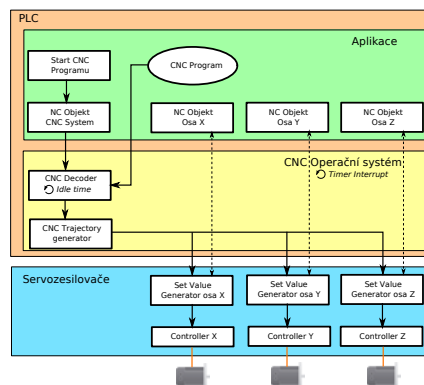 PLC
Aplikace
Start CNC
Programu
CNC Program
NC Objekt
CNC System
NC Objekt
Osa X
NC Objekt
Osa Y
NC Objekt
Osa Z
CNC Operační systém
Timer Interrupt
CNC Decoder
Idle time
CNC Trajectory
generator
Servozesilovače
Set Value
Generator osa X
Set Value
Generator osa Y
Set Value
Generator osa Z
Controller X
Controller Y
Controller Z